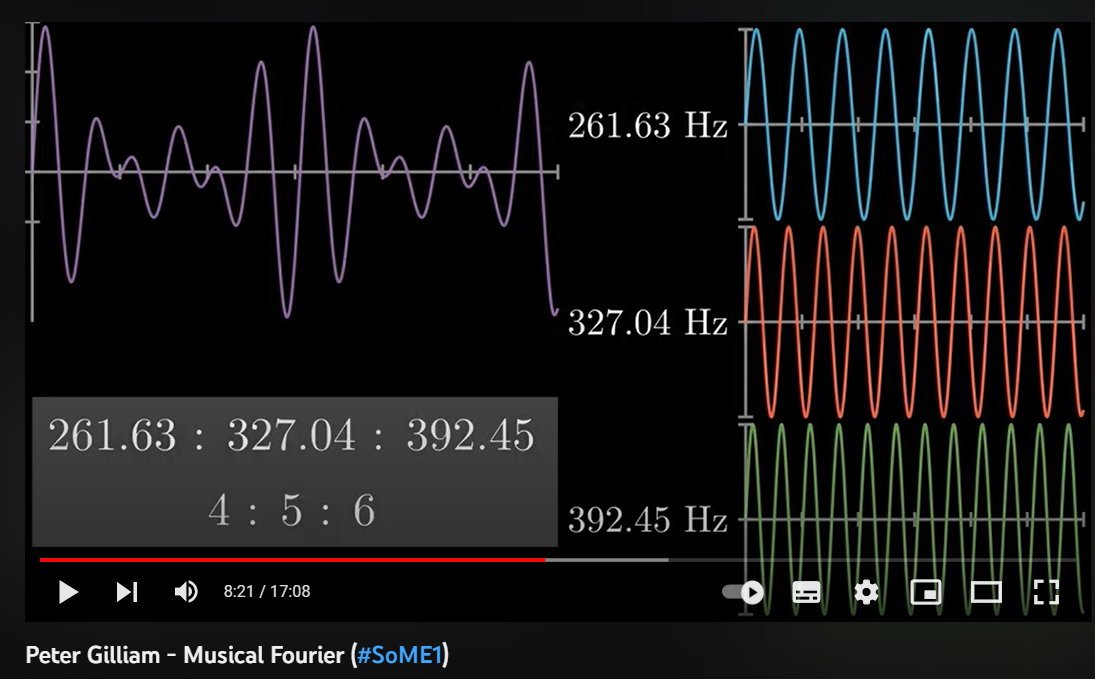 261.63 Hz
327.04 Hz
261.63 : 327.04 : 392.45
4 : 5 : 6
392.45 Hz
8:21 / 17:08
Peter Gilliam - Musical Fourier (#SoME1)